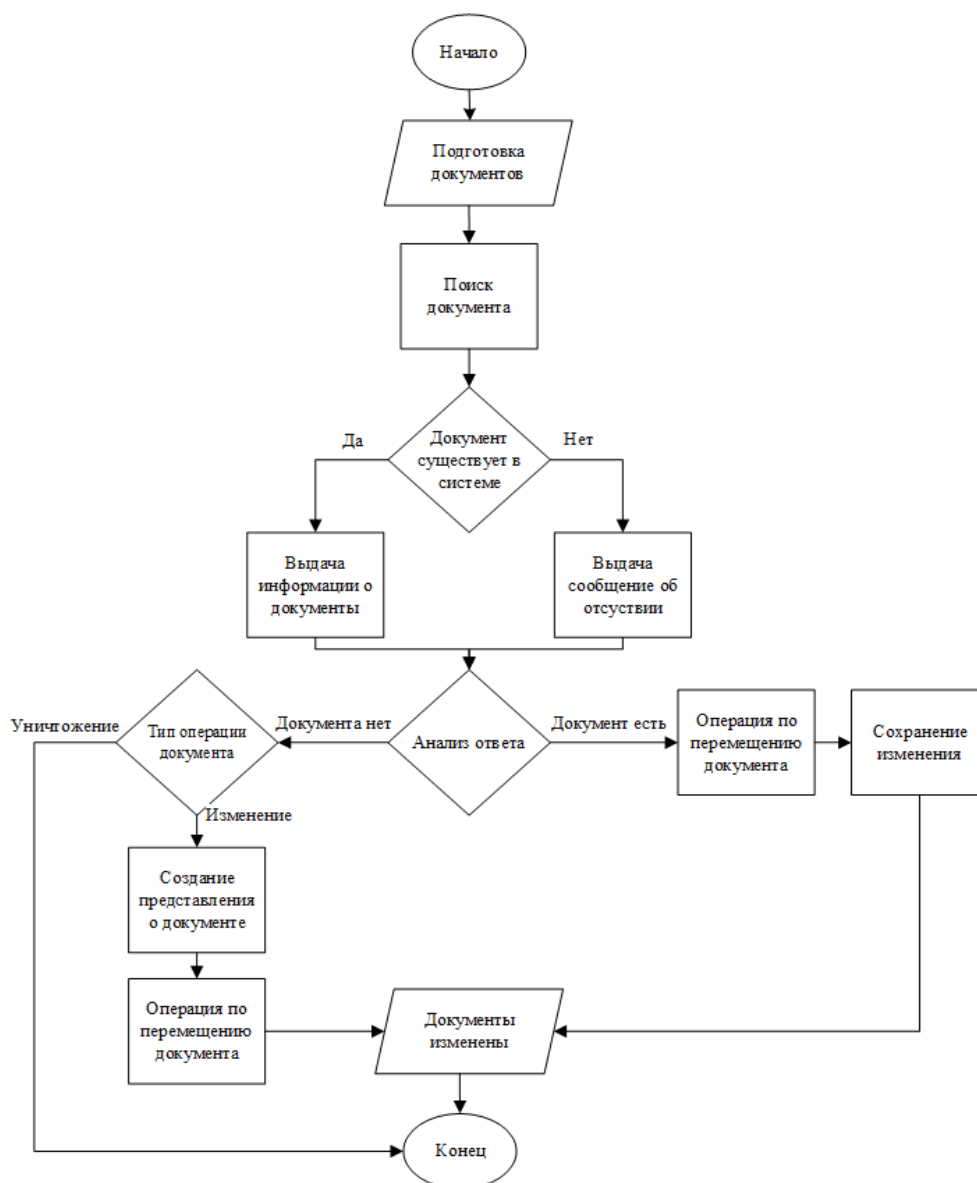 Начало
Подготовка
документов
Поиск
документа
Да
Документ
существует в
системе
Нет
Выдача
информации о
документы
Выдача
сообщение об
отсуствии
Уничтожение
Тип операции
документа
Документа нет
Анализ ответа
Документ есть
Операция по
перемещению
документа
Сохранение
изменения
Изменение
Создание
представления
о документе
Операция по
перемещению
документа
Документы
изменены
Конец